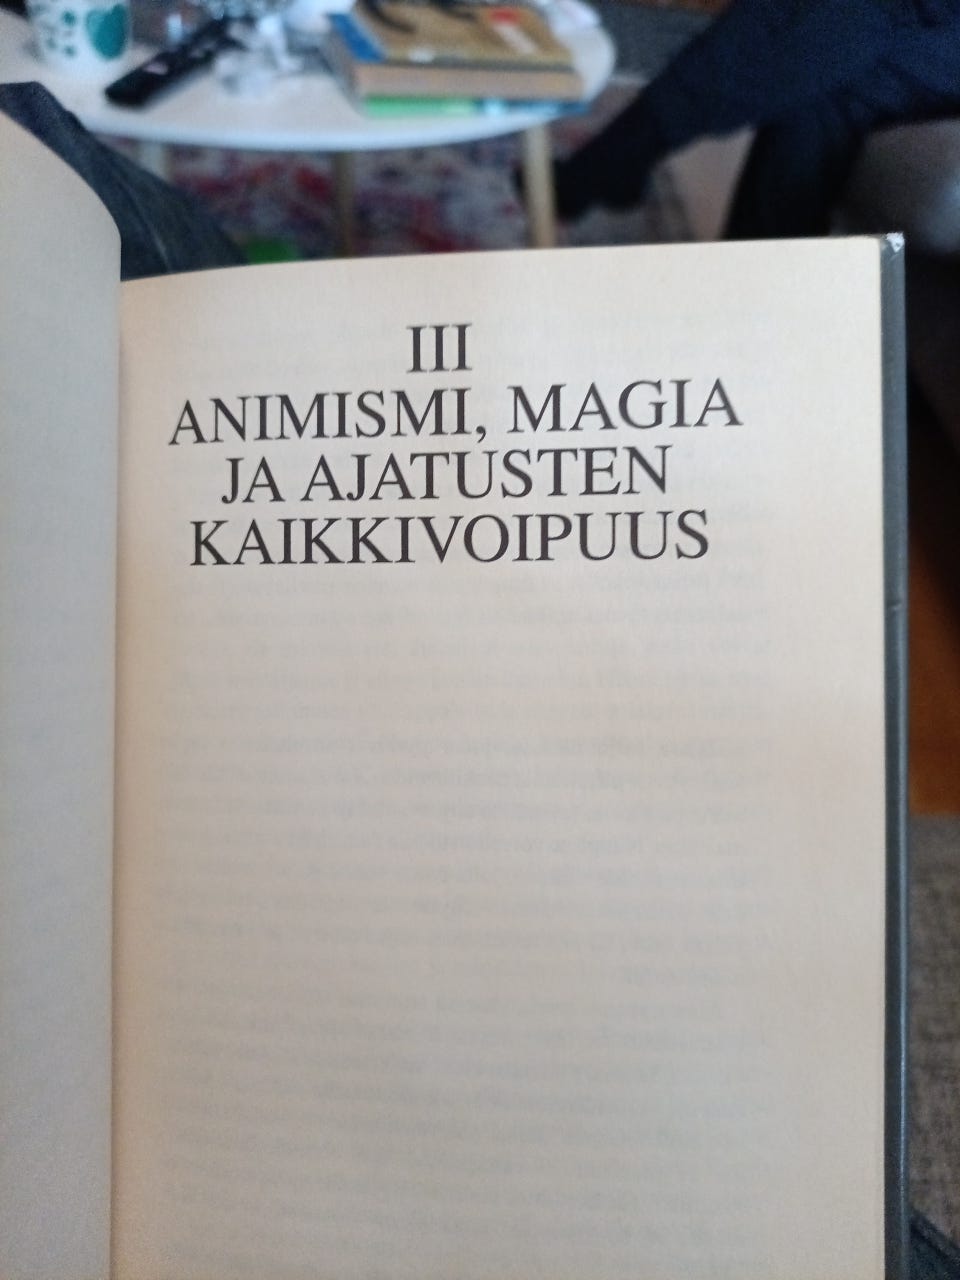 III
ANIMISMI, MAGIA
JA AJATUSTEN
KAIKKIVOIPUUS